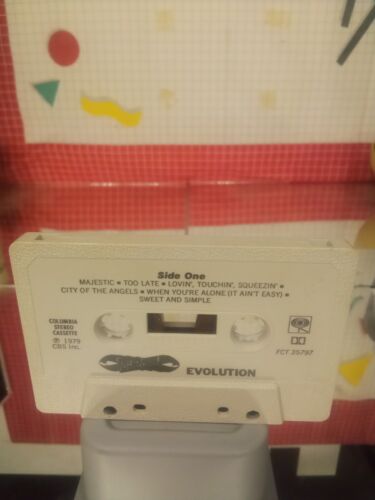 Side One
MAJESTIC • TOO LATE • LOVIN', TOUCHIN', SQUEEZIN' •
CITY OF THE ANGELS • WHEN YOU'RE ALONE (IT AIN'T EASY) •
SWEET AND SIMPLE
COLUMBIA
STEREO
CASSETTE
℗ 1979
CBS Inc.
FCT 35797
EVOLUTION